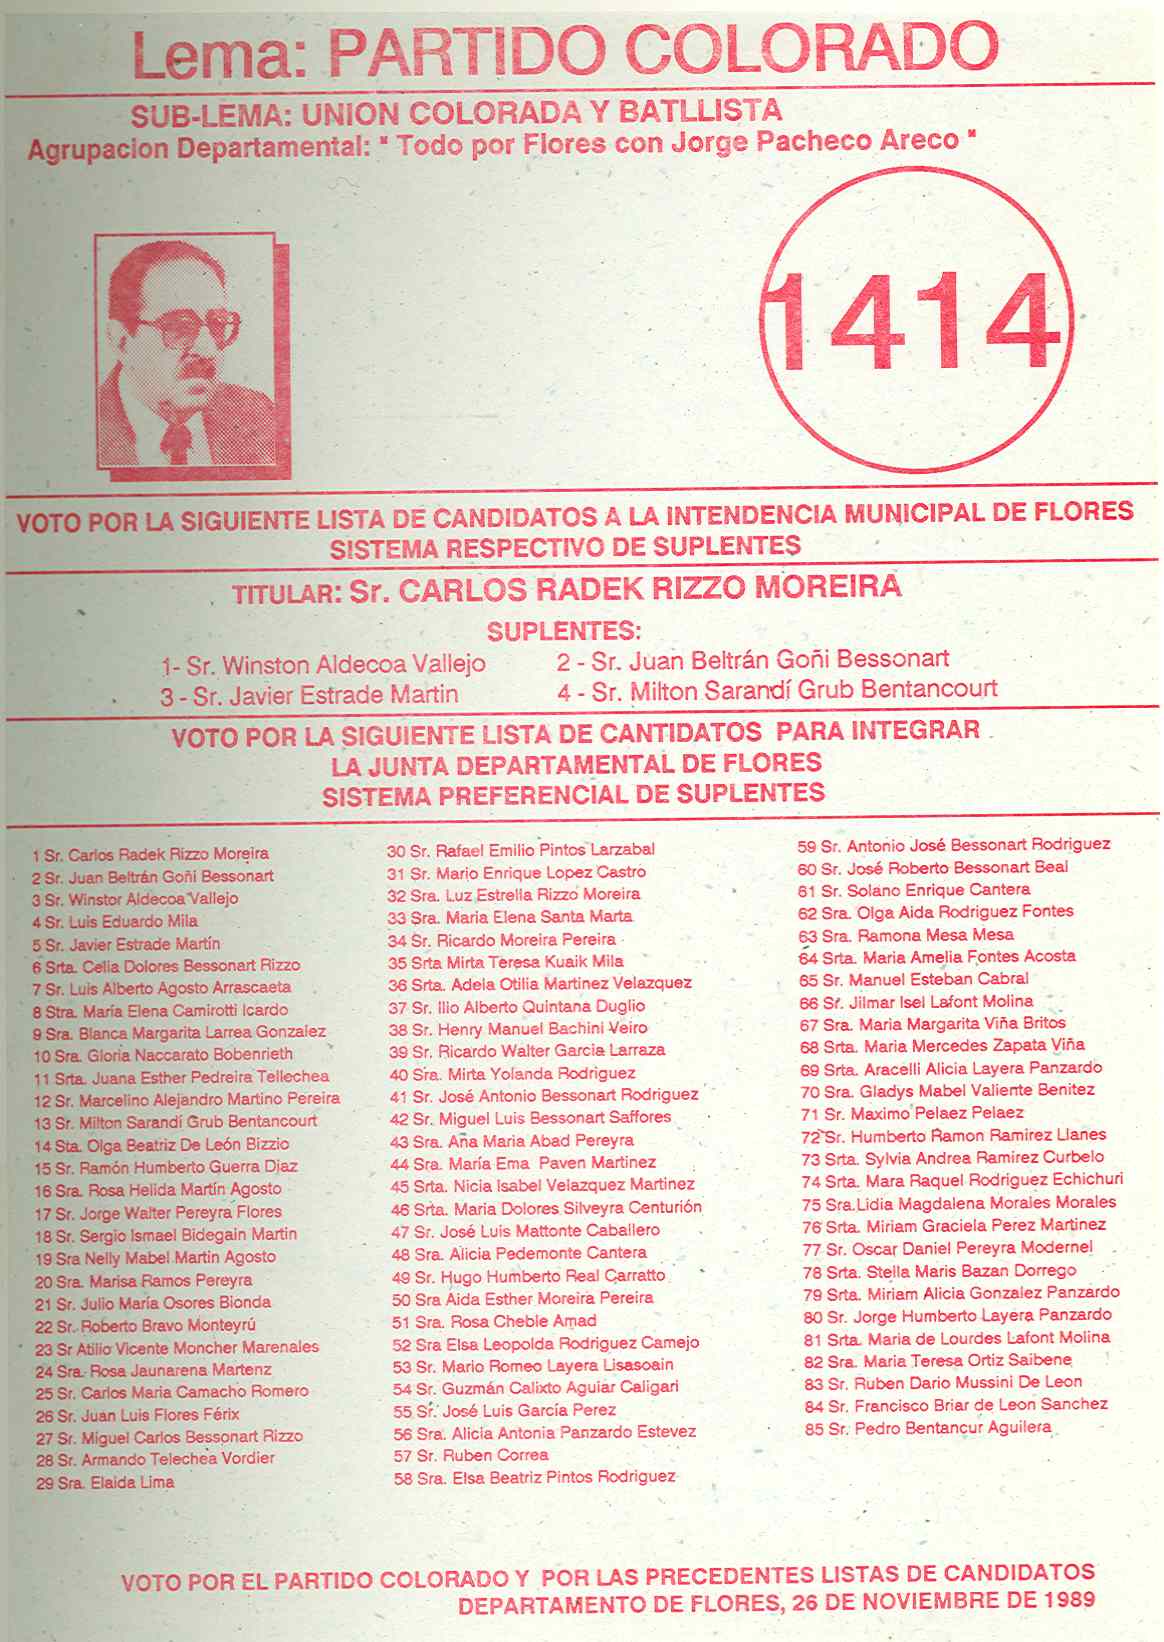 Lema: PARTIDO COLORADO
SUB-LEMA: UNION COLORADA Y BATLLISTA
Agrupacion Departamental: " Todo por Flores con Jorge Pacheco Areco "
1414
VOTO POR LA SIGUIENTE LISTA DE CANDIDATOS A LA INTENDENCIA MUNICIPAL DE FLORES
SISTEMA RESPECTIVO DE SUPLENTES
TITULAR: Sr. CARLOS RADEK RIZZO MOREIRA
SUPLENTES:
1- Sr. Winston Aldecoa Vallejo
2 - Sr. Juan Beltrán Goñi Bessonart
3 - Sr. Javier Estrade Martin
4 - Sr. Milton Sarandí Grub Bentancourt
VOTO POR LA SIGUIENTE LISTA DE CANTIDATOS PARA INTEGRAR
LA JUNTA DEPARTAMENTAL DE FLORES
SISTEMA PREFERENCIAL DE SUPLENTES
1 Sr. Carlos Radek Rizzo Moreira
2 Sr. Juan Beltrán Goñi Bessonart
3 Sr. Winstor Aldecoa Vallejo
4 Sr. Luis Eduardo Mila
5 Sr. Javier Estrade Martín
6 Srta. Celia Dolores Bessonart Rizzo
7 Sr. Luis Alberto Agosto Arrascaeta
8 Stra. María Elena Camirotti Icardo
9 Sra. Blanca Margarita Larrea Gonzalez
10 Sra. Gloria Naccarato Bobenrieth
11 Srta. Juana Esther Pedreira Tellechea
12 Sr. Marcelino Alejandro Martino Pereira
13 Sr. Milton Sarandí Grub Bentancourt
14 Sta. Olga Beatriz De León Bizzio
15 Sr. Ramón Humberto Guerra Diaz
16 Sra. Rosa Helida Martín Agosto
17 Sr. Jorge Walter Pereyra Flores
18 Sr. Sergio Ismael Bidegain Martin
19 Sra Nelly Mabel Martin Agosto
20 Sra. Marisa Ramos Pereyra
21 Sr. Julio María Osores Bionda
22 Sr. Roberto Bravo Monteyrú
23 Sr Atilio Vicente Moncher Marenales
24 Sra. Rosa Jaunarena Martenz
25 Sr. Carlos Maria Camacho Romero
26 Sr. Juan Luis Flores Férix
27 Sr. Miguel Carlos Bessonart Rizzo
28 Sr. Armando Telechea Vordier
29 Sra. Elaida Lima
30 Sr. Rafael Emilio Pintos Larzabal
31 Sr. Mario Enrique Lopez Castro
32 Sra. Luz Estrella Rizzo Moreira
33 Sra. Maria Elena Santa Marta
34 Sr. Ricardo Moreira Pereira
35 Srta Mirta Teresa Kuaik Mila
36 Srta. Adela Otilia Martinez Velazquez
37 Sr. Ilio Alberto Quintana Duglio
38 Sr. Henry Manuel Bachini Veiro
39 Sr. Ricardo Walter Garcia Larraza
40 Sra. Mirta Yolanda Rodriguez
41 Sr. José Antonio Bessonart Rodriguez
42 Sr. Miguel Luis Bessonart Saffores
43 Sra. Aña Maria Abad Pereyra
44 Sra. María Ema Paven Martinez
45 Srta. Nicia Isabel Velazquez Martinez
46 Srta. Maria Dolores Silveyra Centurión
47 Sr. José Luis Mattonte Caballero
48 Sra. Alicia Pedemonte Cantera
49 Sr. Hugo Humberto Real Carratto
50 Sra Aida Esther Moreira Pereira
51 Sra. Rosa Cheble Amad
52 Sra Elsa Leopolda Rodriguez Camejo
53 Sr. Mario Romeo Layera Lisasoain
54 Sr. Guzmán Calixto Aguiar Caligari
55 Sr. José Luis García Perez
56 Sra. Alicia Antonia Panzardo Estevez
57 Sr. Ruben Correa
58 Sra. Elsa Beatriz Pintos Rodriguez
59 Sr. Antonio José Bessonart Rodriguez
60 Sr. José Roberto Bessonart Beal
61 Sr. Solano Enrique Cantera
62 Sra. Olga Aida Rodriguez Fontes
63 Sra. Ramona Mesa Mesa
64 Srta. Maria Amelia Fontes Acosta
65 Sr. Manuel Esteban Cabral
66 Sr. Jilmar Isel Lafont Molina
67 Sra. Maria Margarita Viña Britos
68 Srta. Maria Mercedes Zapata Viña
69 Srta. Aracelli Alicia Layera Panzardo
70 Sra. Gladys Mabel Valiente Benitez
71 Sr. Maximo Pelaez Pelaez
72 Sr. Humberto Ramon Ramirez Llanes
73 Srta. Sylvia Andrea Ramirez Curbelo
74 Srta. Mara Raquel Rodriguez Echichuri
75 Sra.Lidia Magdalena Morales Morales
76 Srta. Miriam Graciela Perez Martinez
77 Sr. Oscar Daniel Pereyra Modernel
78 Srta. Stella Maris Bazan Dorrego
79 Srta. Miriam Alicia Gonzalez Panzardo
80 Sr. Jorge Humberto Layera Panzardo
81 Srta. Maria de Lourdes Lafont Molina
82 Sra. Maria Teresa Ortiz Saibene
83 Sr. Ruben Dario Mussini De Leon
84 Sr. Francisco Briar de Leon Sanchez
85 Sr. Pedro Bentancur Aguilera
VOTO POR EL PARTIDO COLORADO Y POR LAS PRECEDENTES LISTAS DE CANDIDATOS
DEPARTAMENTO DE FLORES, 26 DE NOVIEMBRE DE 1989